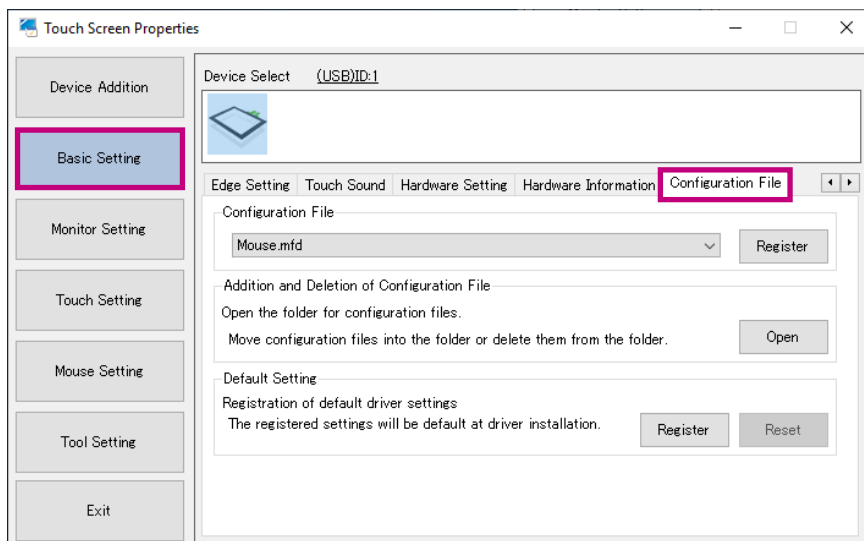 Touch Screen Properties
Device Addition
Basic Setting
Monitor Setting
Touch Setting
Mouse Setting
Tool Setting
Exit
Device Select (USB)ID:1
Edge Setting Touch Sound Hardware Setting Hardware Information Configuration File
Configuration File
Mouse.mfd Register
Addition and Deletion of Configuration File
Open the folder for configuration files.
Move configuration files into the folder or delete them from the folder. Open
Default Setting
Registration of default driver settings
The registered settings will be default at driver installation. Register Reset